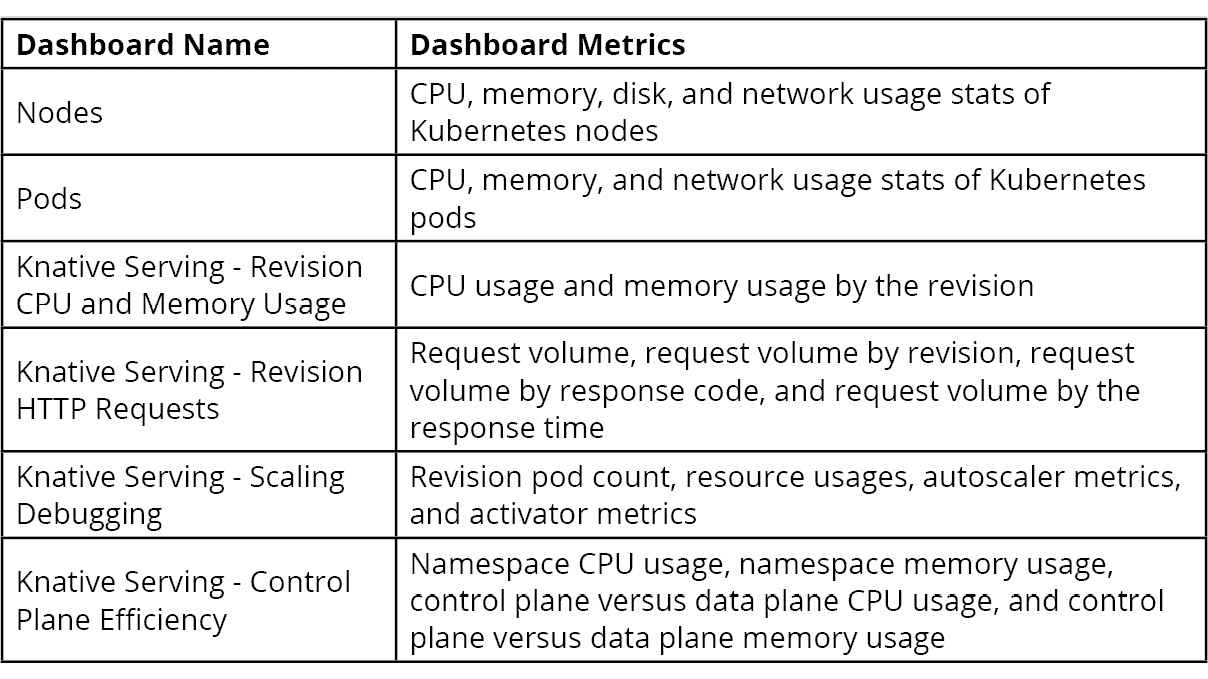 Dashboard Name
Dashboard Metrics
Nodes
CPU, memory, disk, and network usage stats of
Kubernetes nodes
Pods
CPU, memory, and network usage stats of Kubernetes
pods
Knative Serving - Revision
CPU and Memory Usage
CPU usage and memory usage by the revision
Knative Serving - Revision
HTTP Requests
Request volume, request volume by revision, request
volume by response code, and request volume by the
response time
Knative Serving - Scaling
Debugging
Revision pod count, resource usages, autoscaler metrics,
and activator metrics
Knative Serving - Control
Plane Efficiency
Namespace CPU usage, namespace memory usage,
control plane versus data plane CPU usage, and control
plane versus data plane memory usage